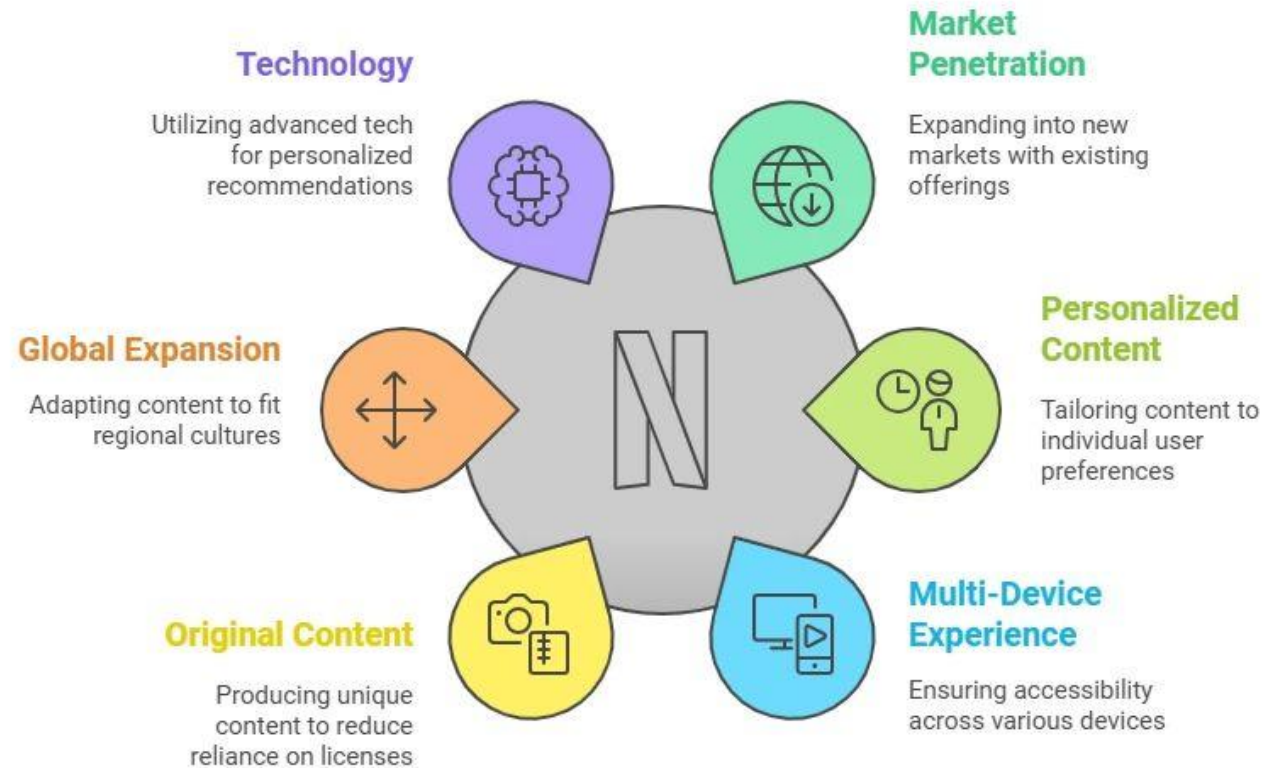 Technology
Utilizing advanced tech
for personalized
recommendations
Market
Penetration
Expanding into new
markets with existing
offerings
Global Expansion
Adapting content to fit
regional cultures
N
Personalized
Content
Tailoring content to
individual user
preferences
Original Content
Producing unique
content to reduce
reliance on licenses
Multi-Device
Experience
Ensuring accessibility
across various devices